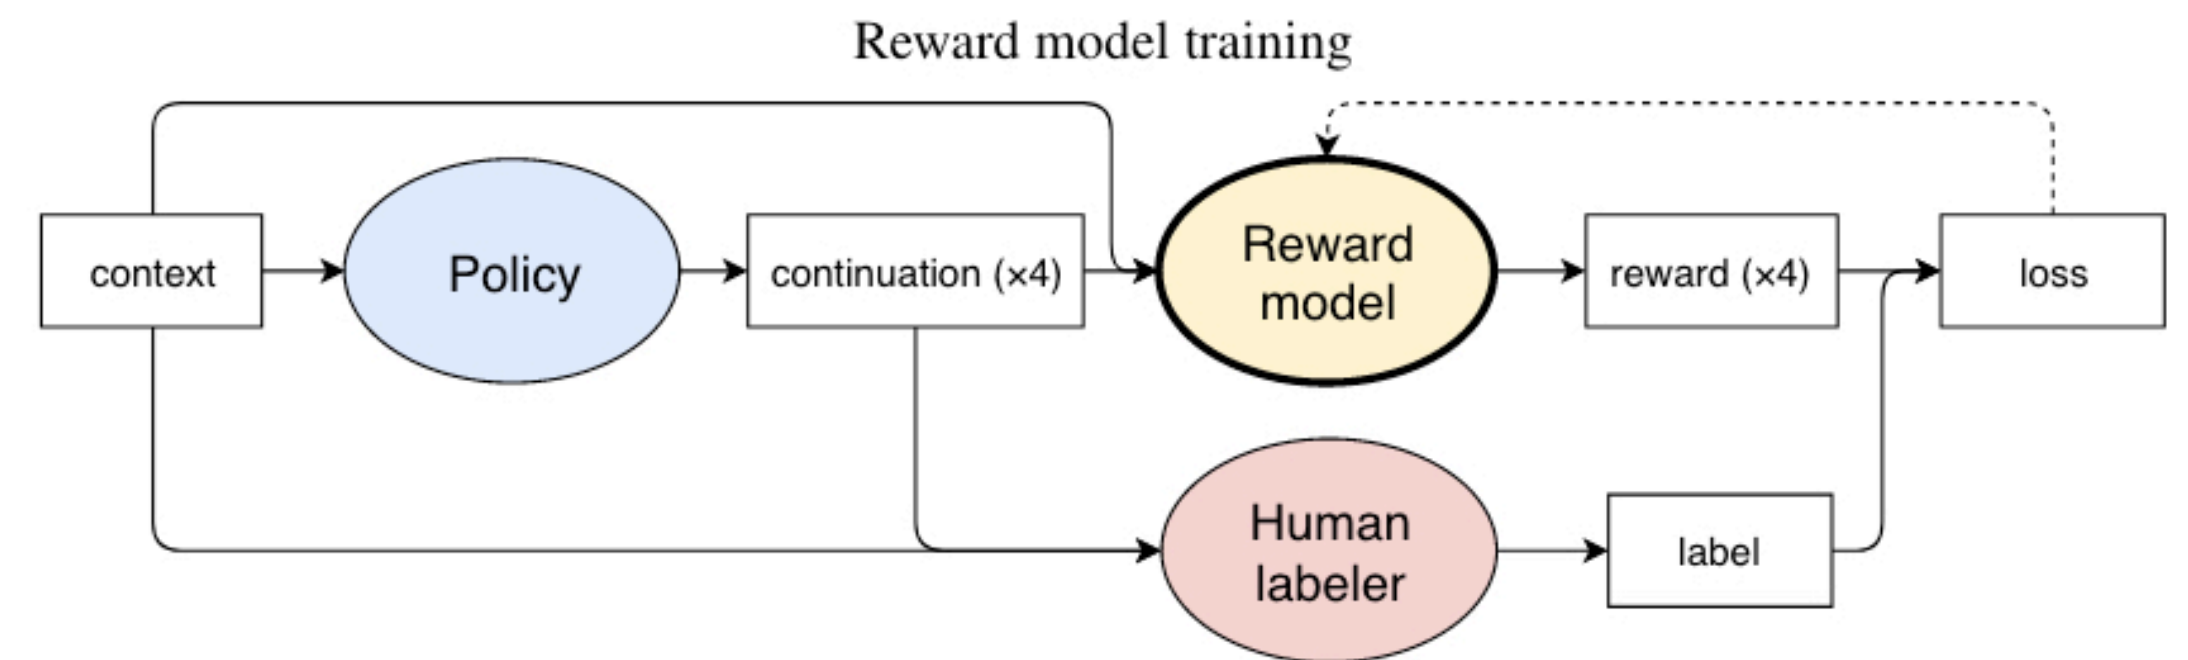 Reward model training
context
Policy
continuation (×4)
Reward
model
reward (×4)
loss
Human
labeler
label